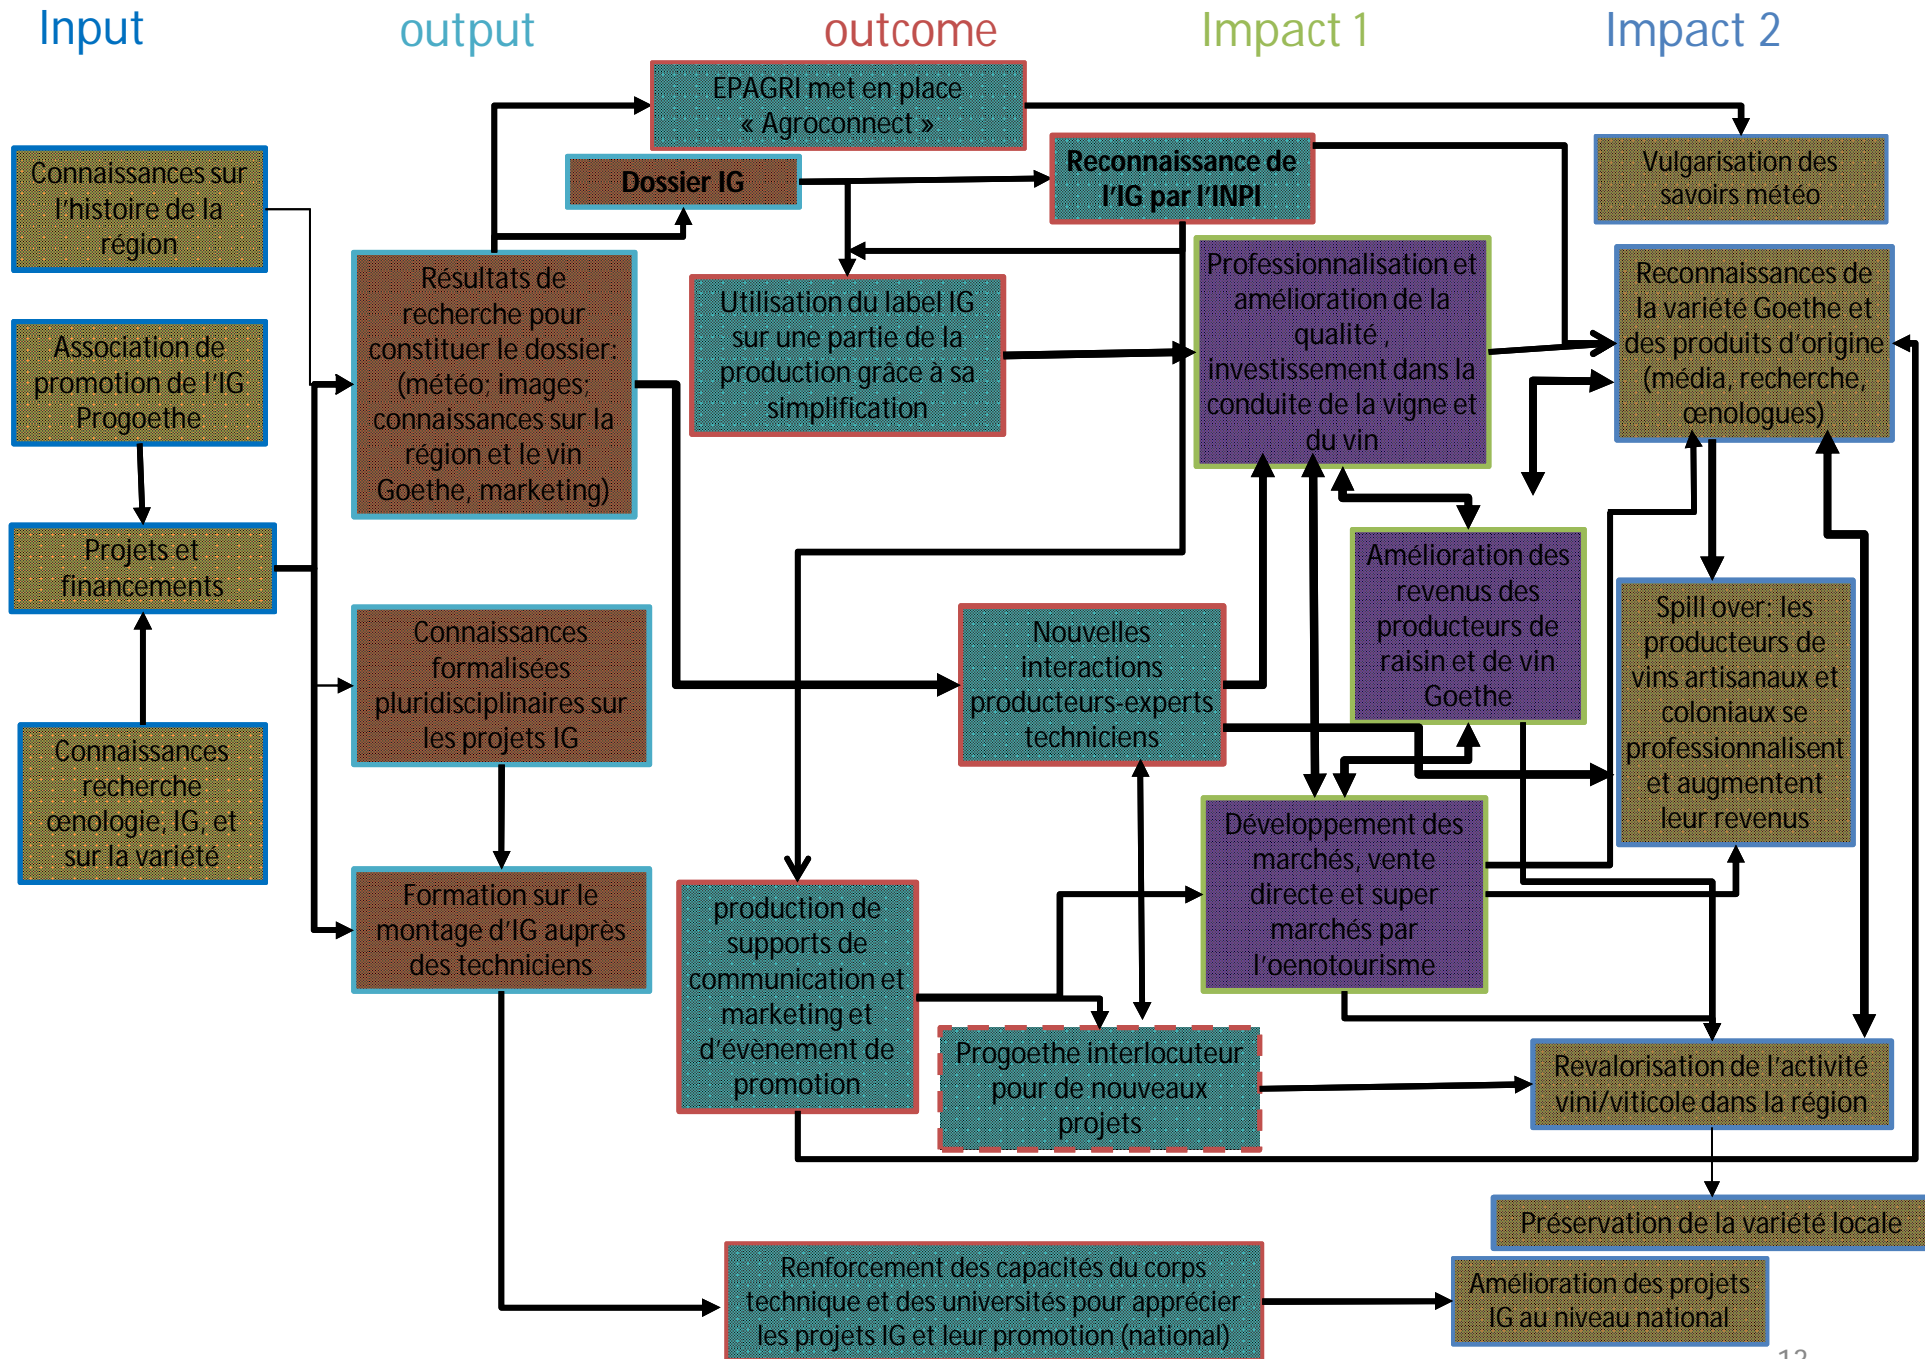 Input
output
outcome
Impact 1
Impact 2
Connaissances sur
l'histoire de la
région
Association de
promotion de l'IG
Progoethe
Projets et
financements
Connaissances
recherche
œnologie, IG, et
sur la variété
Dossier IG
Résultats de
recherche pour
constituer le dossier:
(météo; images;
connaissances sur la
région et le vin
Goethe, marketing)
Connaissances
formalisées
pluridisciplinaires sur
les projets IG
Formation sur le
montage d'IG auprès
des techniciens
EPAGRI met en place
« Agroconnect »
Reconnaissance de
l'IG par l'INPI
Utilisation du label IG
sur une partie de la
production grâce à sa
simplification
Nouvelles
interactions
producteurs-experts
techniciens
production de
supports de
communication et
marketing et
d'évènement de
promotion
Progoethe interlocuteur
pour de nouveaux
projets
Renforcement des capacités du corps
technique et des universités pour apprécier
les projets IG et leur promotion (national)
Professionnalisation et
amélioration de la
qualité ,
investissement dans la
conduite de la vigne et
du vin
Amélioration des
revenus des
producteurs de
raisin et de vin
Goethe
Développement des
marchés, vente
directe et super
marchés par
l'oenotourisme
Vulgarisation des
savoirs météo
Reconnaissances de
la variété Goethe et
des produits d'origine
(média, recherche,
œnologues)
Spill over: les
producteurs de
vins artisanaux et
coloniaux se
professionnalisent
et augmentent
leur revenus
Revalorisation de l'activité
vini/viticole dans la région
Préservation de la variété locale
Amélioration des projets
IG au niveau national